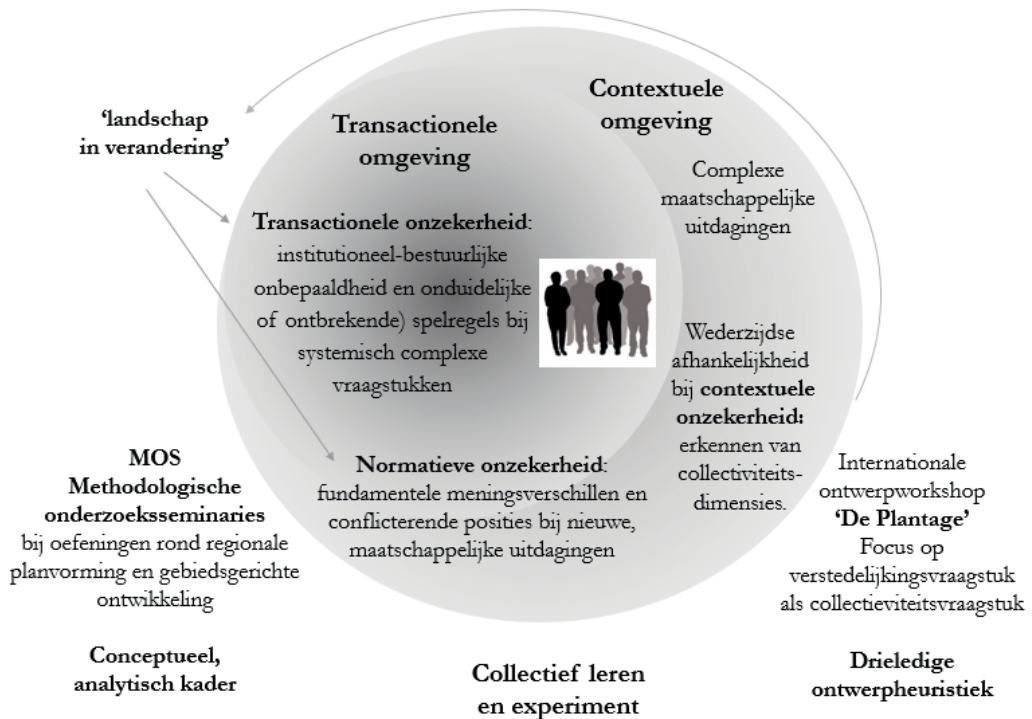 ‘landschap
in verandering’
Transactionele
omgeving
Contextuele
omgeving
Complexe
maatschappelijke
uitdagingen
Transactionele onzekerheid:
institutioneel-bestuurlijke
onbepaaldheid en onduidelijke
of ontbrekende) spelregels bij
systemisch complexe
vraagstukken
Wederzijdse
afhankelijkheid
bij contextuele
onzekerheid:
erkennen van
collectiviteits-
dimensies.
Normatieve onzekerheid:
fundamentele meningsverschillen en
conflicterende posities bij nieuwe,
maatschappelijke uitdagingen
MOS
Methodologische
onderzoeksseminaries
bij oefeningen rond regionale
planvorming en gebiedsgerichte
ontwikkeling
Internationale
ontwerpworkshop
‘De Plantage’
Focus op
verstedelijkingsvraagstuk
als collectieviteitsvraagstuk
Conceptueel,
analytisch kader
Collectief leren
en experiment
Drieledige
ontwerpheuristiek